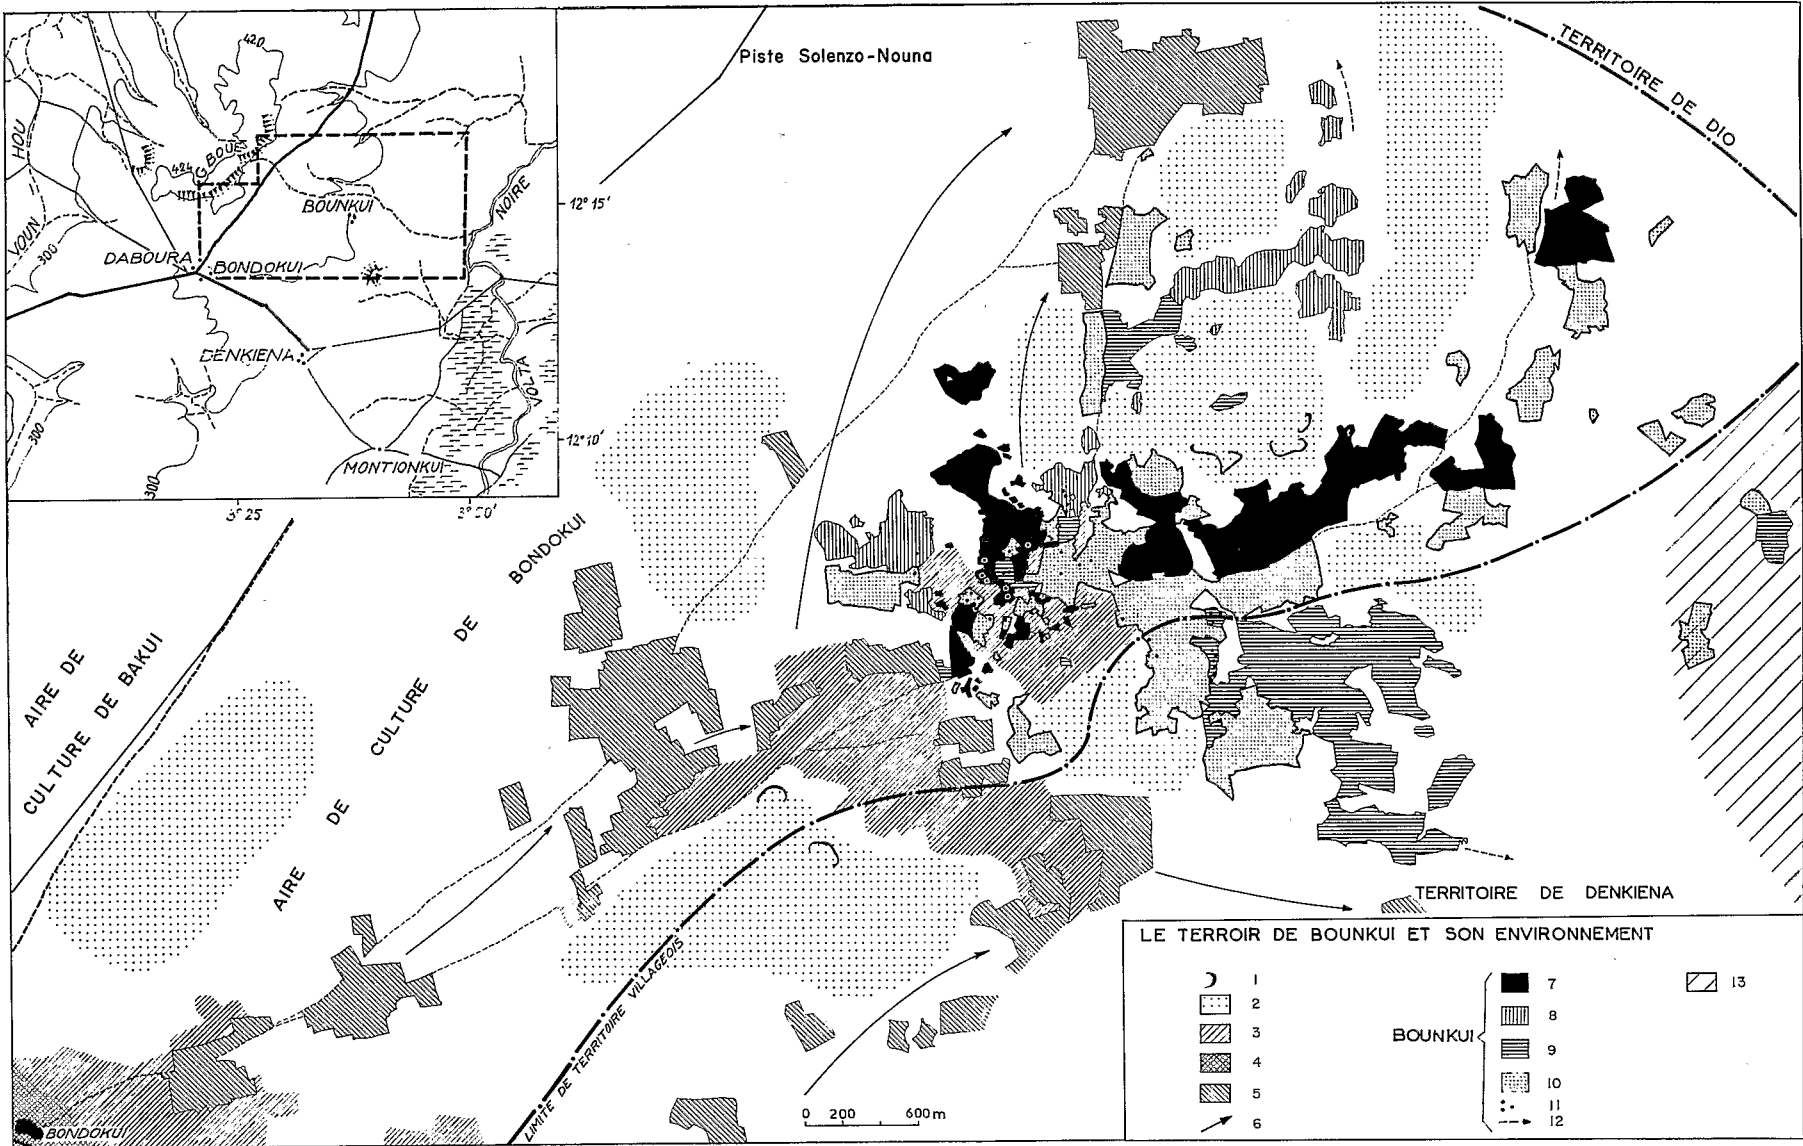 420
424
G. BOUE
HOU
VOUN
300
BOUNKUI
NOIRE
DABOURA
BONDOKUI
DENKIENA
VOLTA
300
300
MONTIONKUI
12° 15'
12° 10'
3° 25
Piste Solenzo-Nouna
TERRITOIRE DE DIO
AIRE DE
CULTURE DE BAKUI
AIRE DE CULTURE DE BONDOKUI
LIMITE DE TERRITOIRE VILLAGEOIS
TERRITOIRE DE DENKIENA
BONDOKUI
0 200 600m
LE TERROIR DE BOUNKUI ET SON ENVIRONNEMENT
1
2
3
4
5
6
BOUNKUI
7
8
9
10
11
12
13